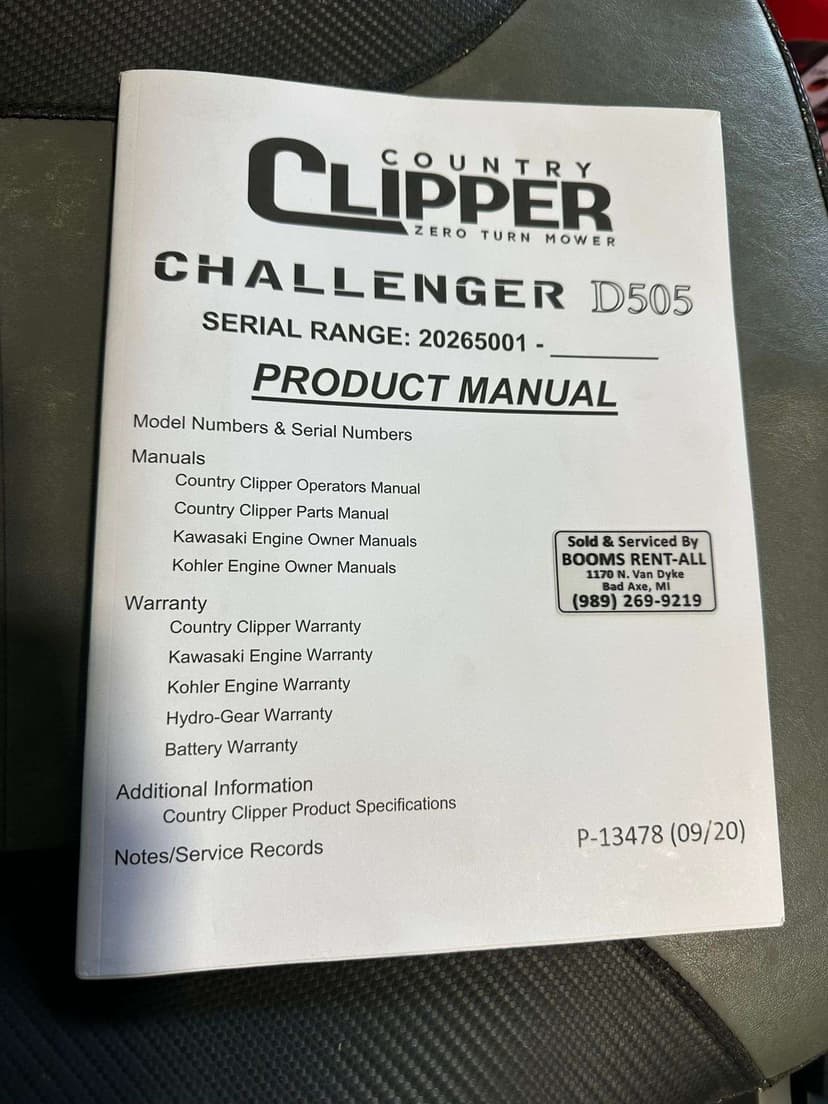 COUNTRY
CLIPPER
ZERO TURN MOWER
CHALLENGER D505
SERIAL RANGE: 20265001 - ________
PRODUCT MANUAL
Model Numbers & Serial Numbers
Manuals
Country Clipper Operators Manual
Country Clipper Parts Manual
Kawasaki Engine Owner Manuals
Kohler Engine Owner Manuals
Sold & Serviced By
BOOMS RENT-ALL
1170 N. Van Dyke
Bad Axe, MI
(989) 269-9219
Warranty
Country Clipper Warranty
Kawasaki Engine Warranty
Kohler Engine Warranty
Hydro-Gear Warranty
Battery Warranty
Additional Information
Country Clipper Product Specifications
Notes/Service Records
P-13478 (09/20)